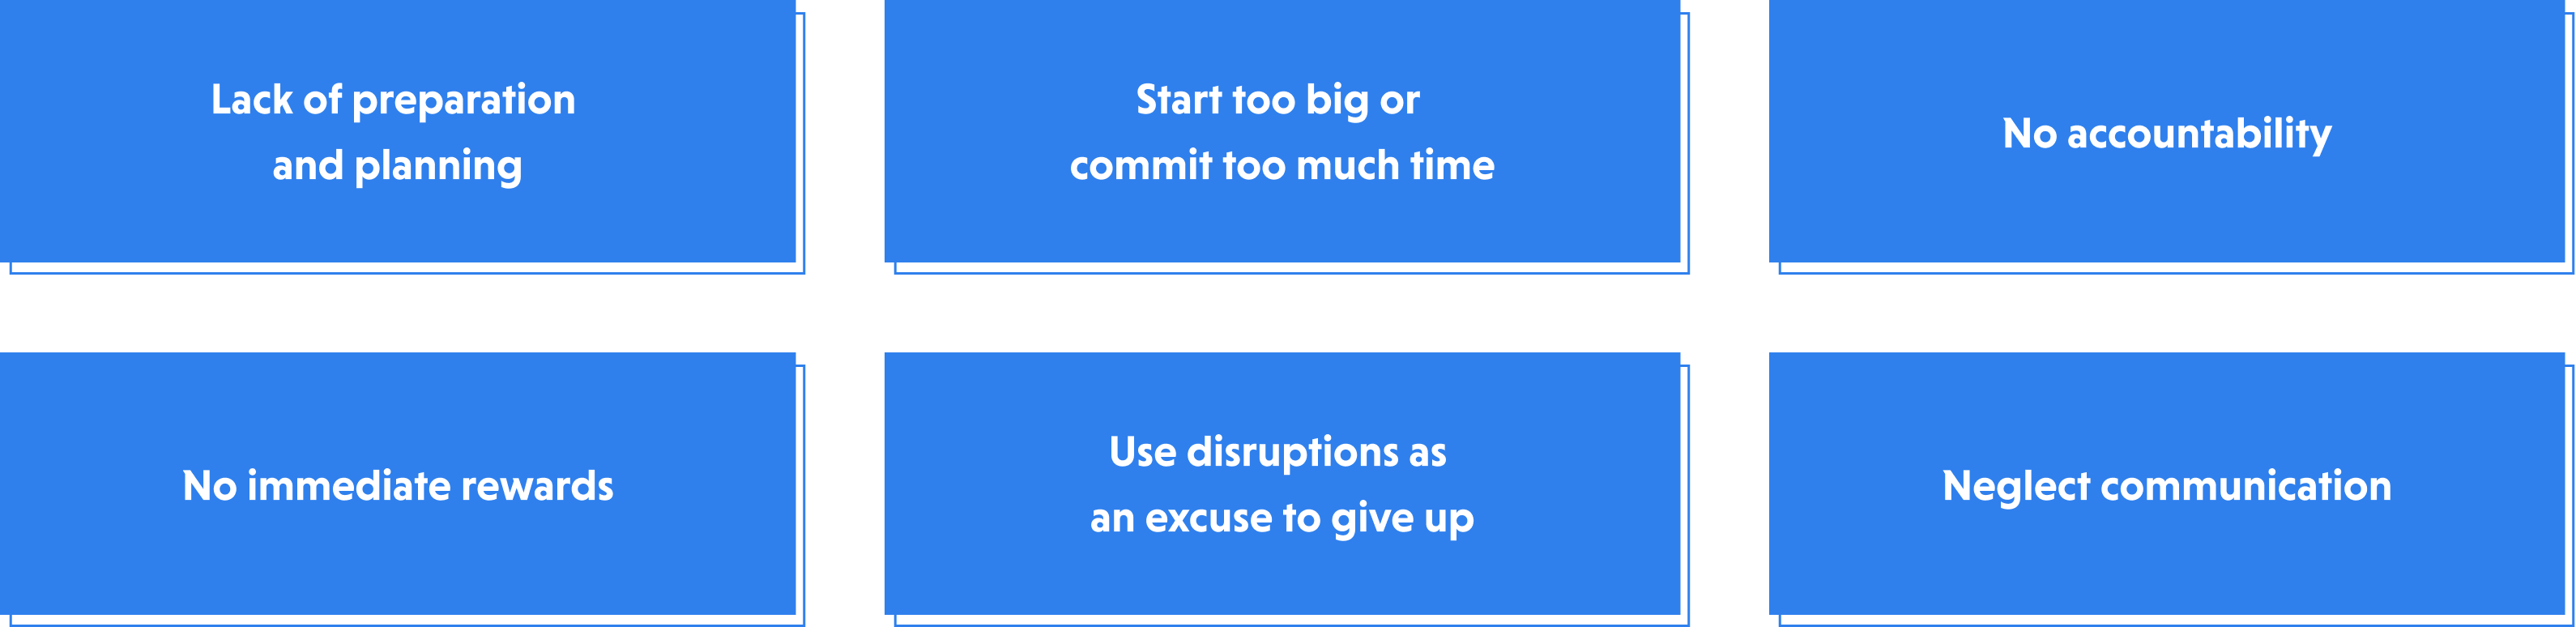 Lack of preparation
and planning
Start too big or
commit too much time
No accountability
No immediate rewards
Use disruptions as
an excuse to give up
Neglect communication